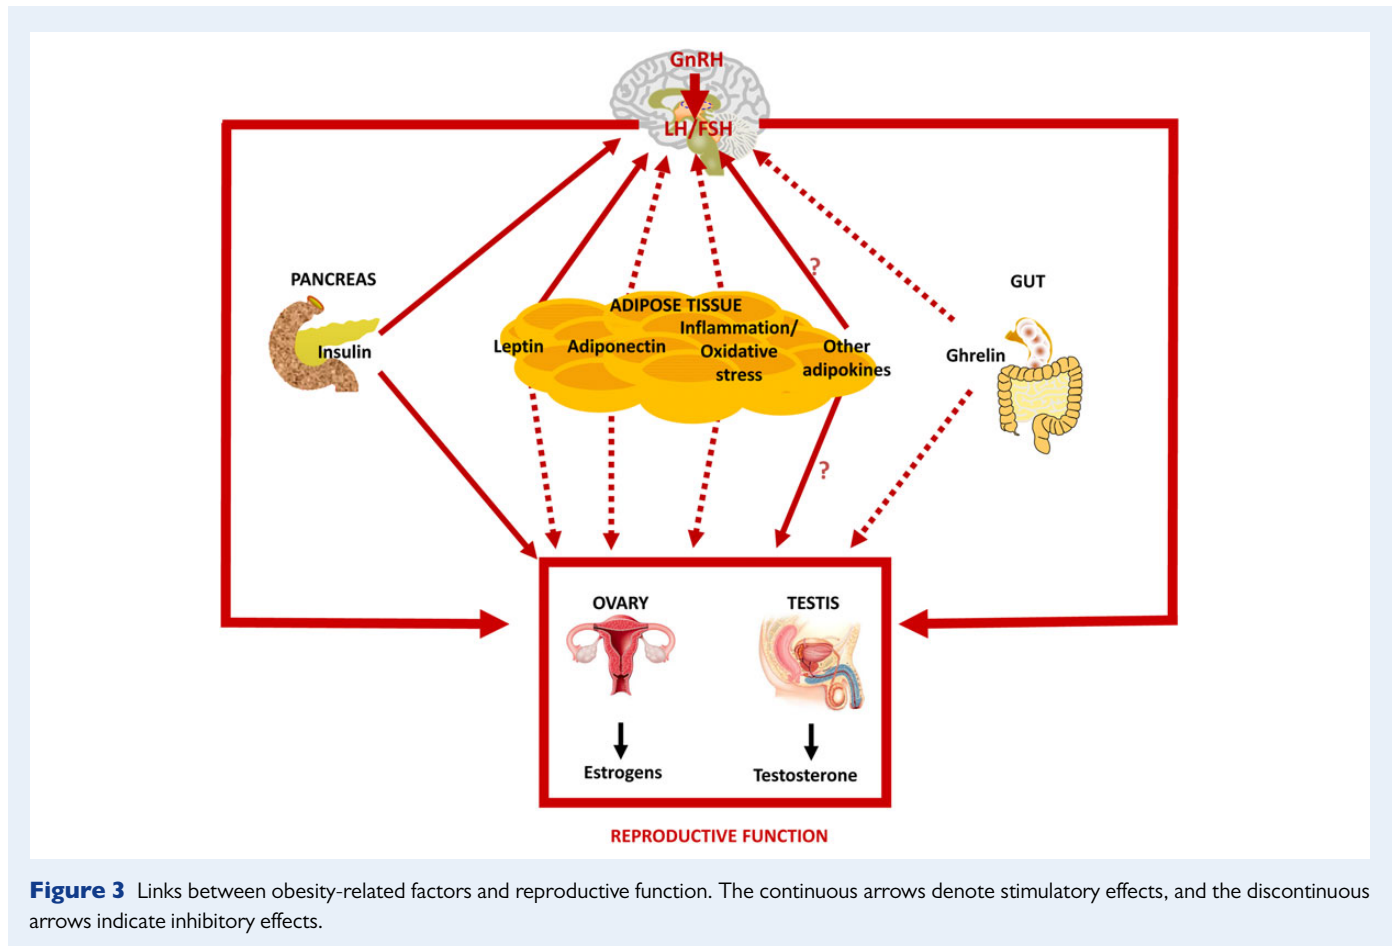 GnRH
LH/FSH
PANCREAS
?
GUT
ADIPOSE TISSUE
Inflammation/
Insulin
Leptin
Adiponectin
Oxidative
stress
Other
adipokines
Ghrelin
?
OVARY
TESTIS
Estrogens
Testosterone
REPRODUCTIVE FUNCTION
Figure 3 Links between obesity-related factors and reproductive function. The continuous arrows denote stimulatory effects, and the discontinuous
arrows indicate inhibitory effects.